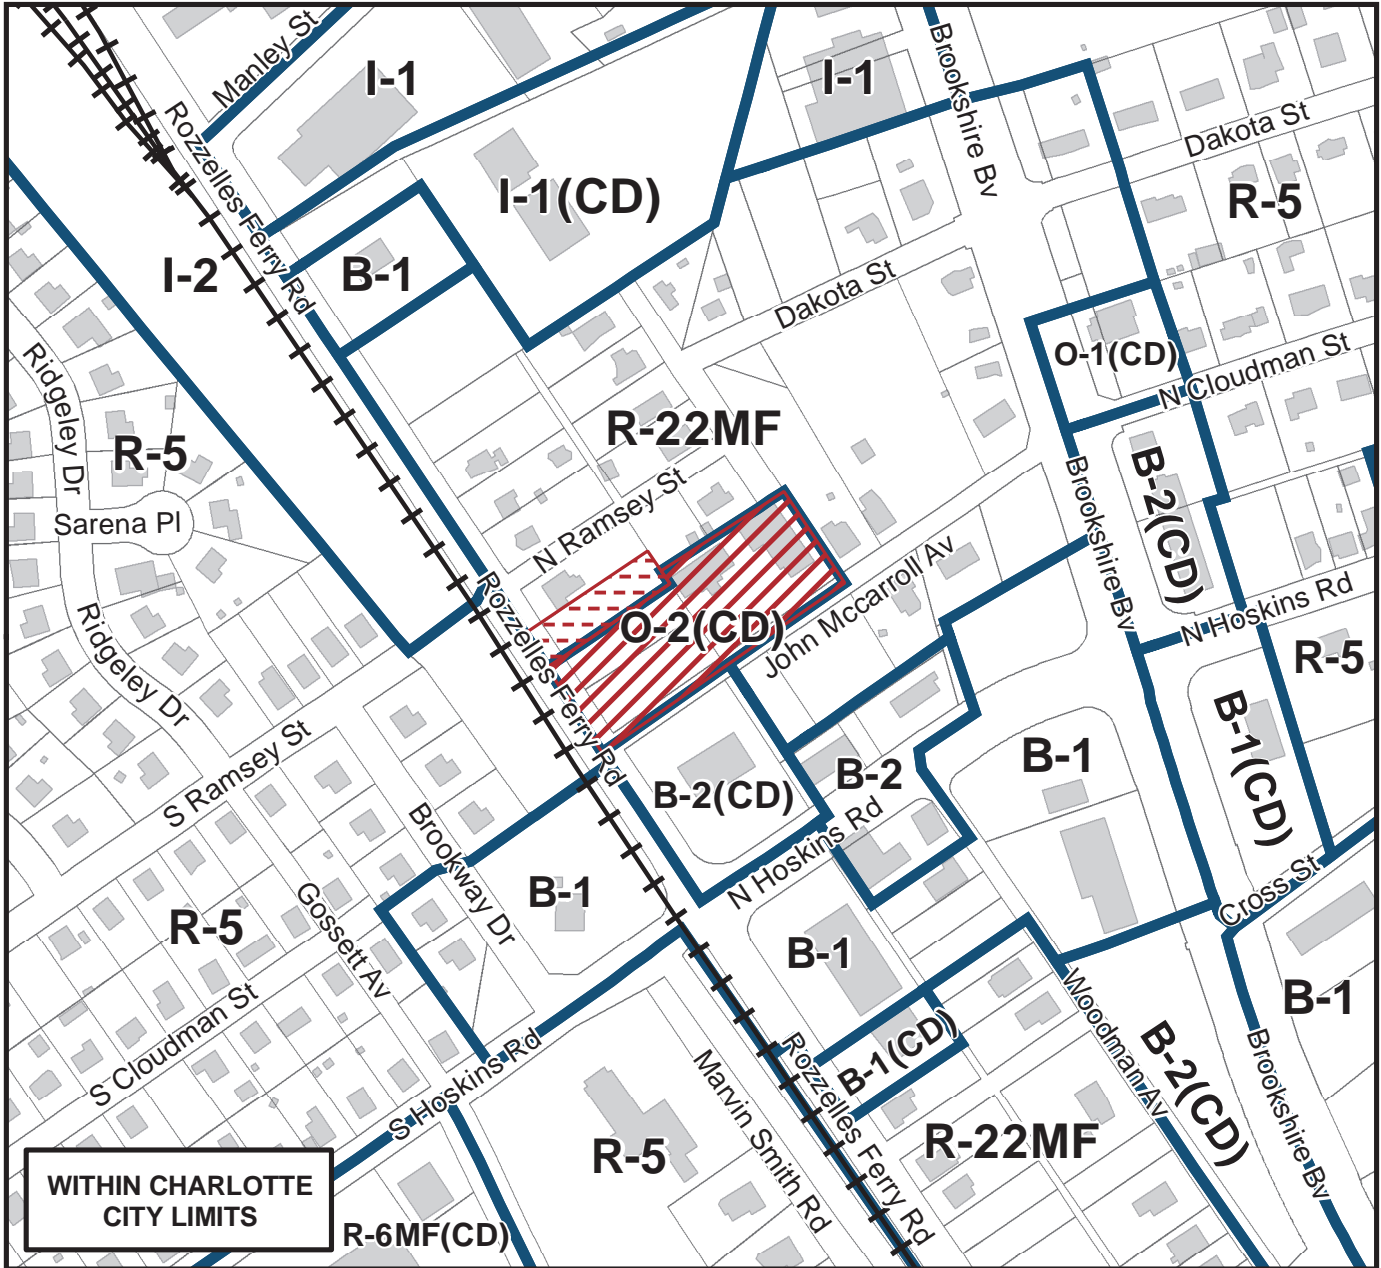 Manley St
I-1
I-1
Brookshire Bv
Dakota St
Rozzelles Ferry Rd
I-1(CD)
R-5
I-2
B-1
Dakota St
O-1(CD)
N Cloudman St
Ridgeley Dr
R-5
R-22MF
Brookshire Bv
B-2(CD)
Sarena Pl
N Ramsey St
John Mccarroll Av
N Hoskins Rd
Rozzelles Ferry Rd
O-2(CD)
R-5
Ridgeley Dr
B-1(CD)
S Ramsey St
B-2(CD)
B-2
B-1
Brookway Dr
N Hoskins Rd
Gossett Av
B-1
R-5
Cross St
B-1
B-1
S Cloudman St
B-1(CD)
Woodman Av
B-2(CD)
Brookshire Bv
S Hoskins Rd
Marvin Smith Rd
Rozzelles Ferry Rd
R-5
R-22MF
WITHIN CHARLOTTE
CITY LIMITS
R-6MF(CD)